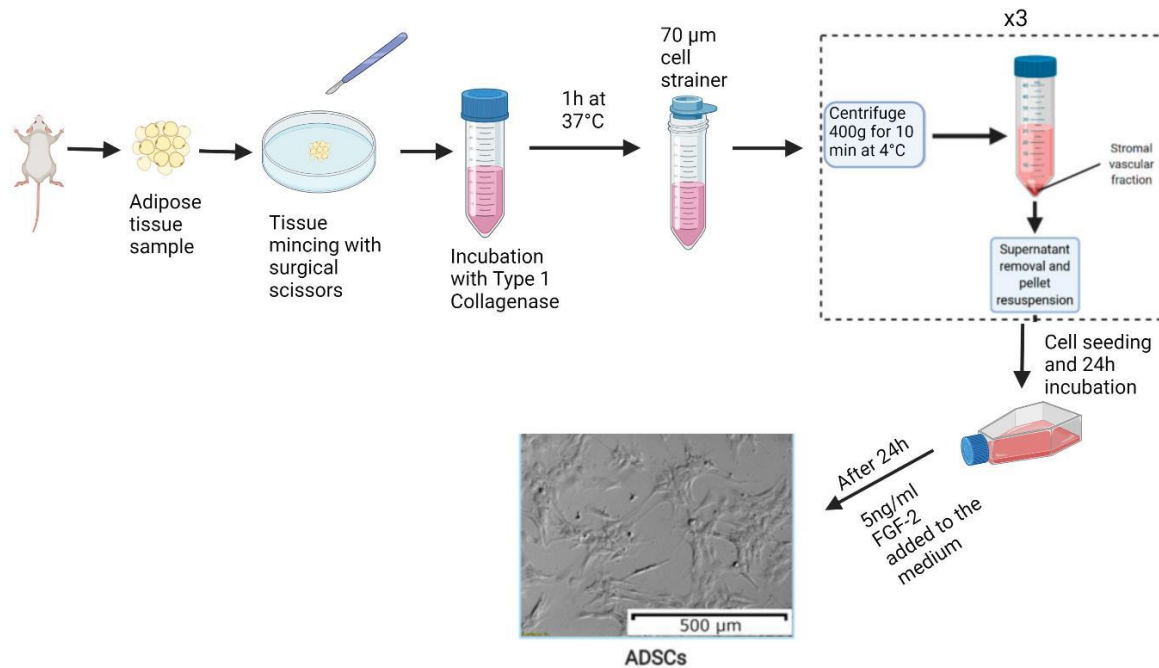 Adipose
tissue
sample
Tissue
mincing with
surgical
scissors
Incubation
with Type 1
Collagenase
1h at
37°C
70 µm
cell
strainer
x3
Centrifuge
400g for 10
min at 4°C
Stromal
vascular
fraction
Supernatant
removal and
pellet
resuspension
Cell seeding
and 24h
incubation
After 24h
5ng/ml
FGF-2
added to the
medium
500 µm
ADSCs